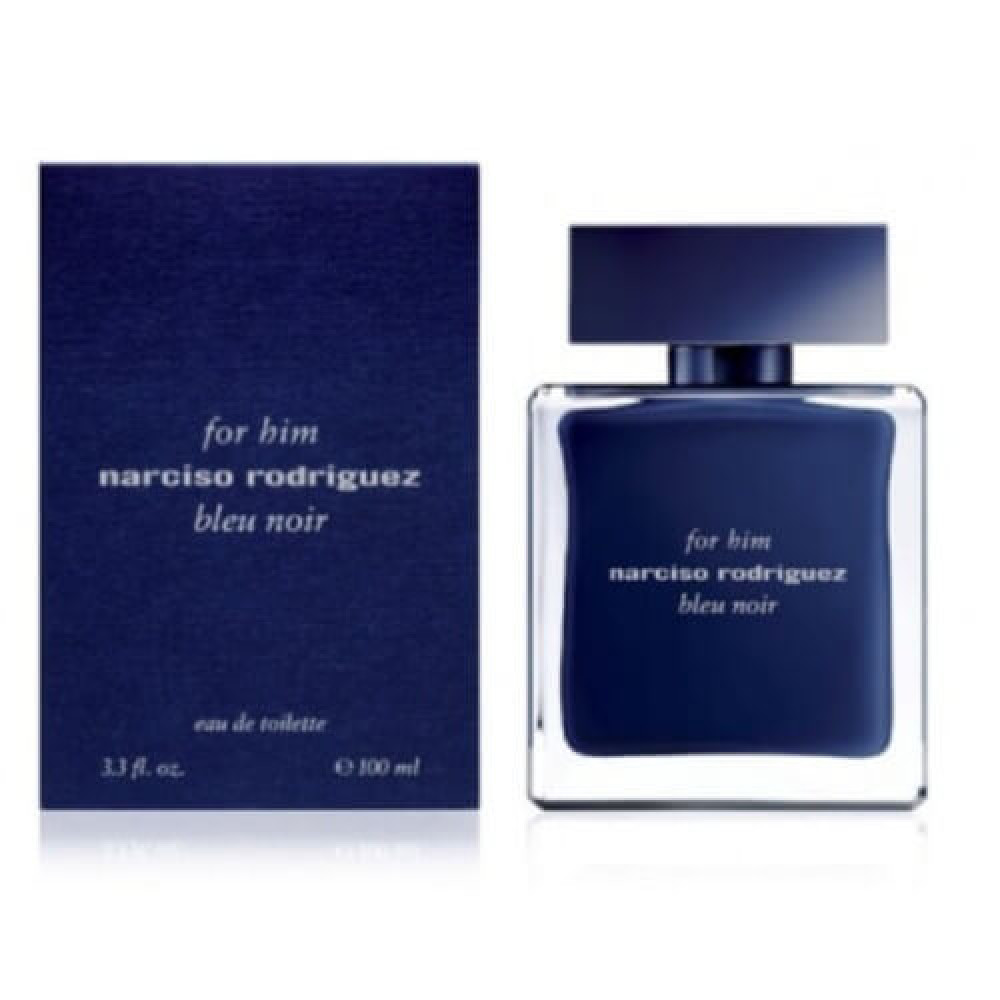 for him
narciso rodriguez
bleu noir
eau de toilette
3.3 fl. oz. ℮ 100 ml
for him
narciso rodriguez
bleu noir